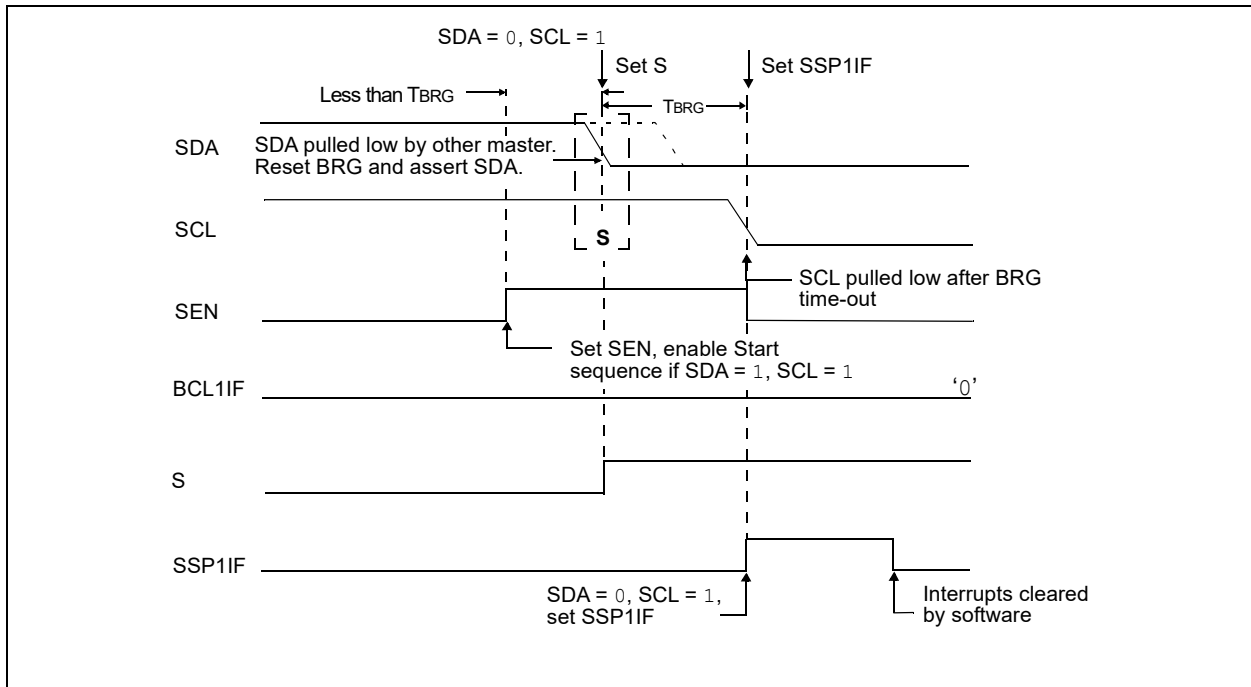 SDA = 0, SCL = 1
Set S
Set SSP1IF
Less than TBRG
TBRG
SDA
SDA pulled low by other master.
Reset BRG and assert SDA.
SCL
S
SCL pulled low after BRG
time-out
SEN
Set SEN, enable Start
sequence if SDA = 1, SCL = 1
BCL1IF
‘0’
S
SSP1IF
SDA = 0, SCL = 1,
set SSP1IF
Interrupts cleared
by software